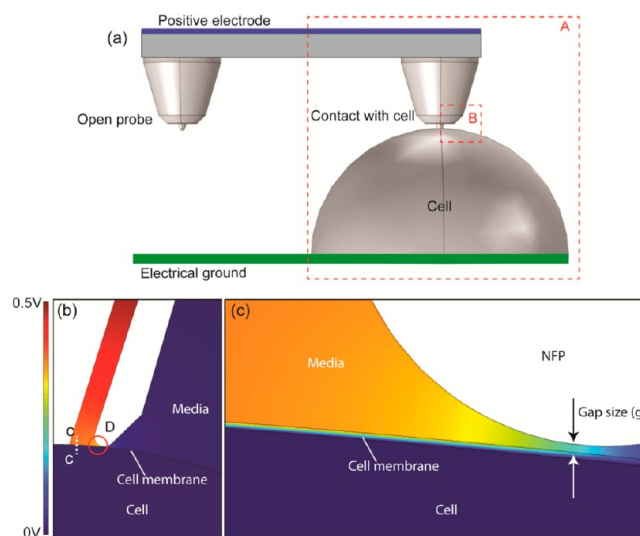 Positive electrode
(a)
A
Open probe
Contact with cell
B
Cell
Electrical ground
0.5V
(b)
(c)
NFP
Media
Gap size (g
D
C
C
Media
Cell membrane
Cell membrane
Cell
Cell
0V